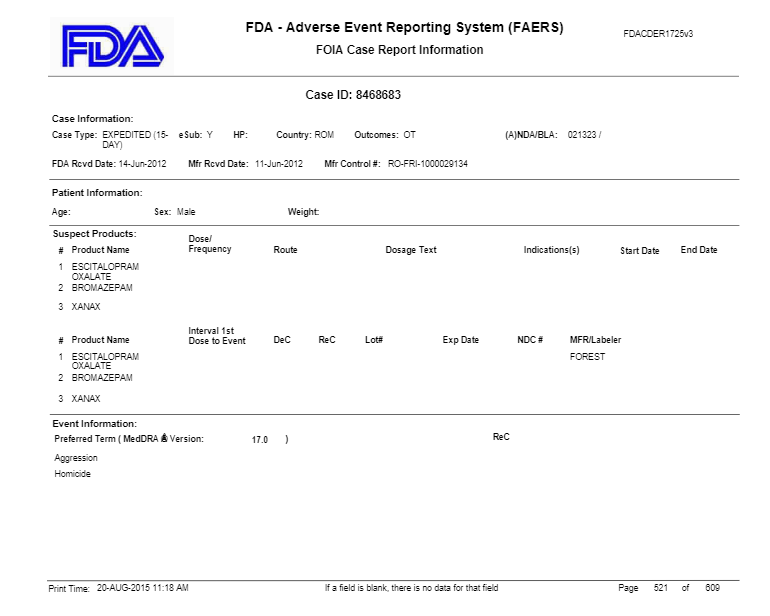 FDA
FDA - Adverse Event Reporting System (FAERS)
FDACDER1725v3
FOIA Case Report Information
Case ID: 8468683
Case Information:
Case Type: EXPEDITED (15-DAY) eSub: Y HP: Country: ROM Outcomes: OT (A)NDA/BLA: 021323 /
FDA Rcvd Date: 14-Jun-2012 Mfr Rcvd Date: 11-Jun-2012 Mfr Control #: RO-FRI-1000029134
Patient Information:
Age: Sex: Male Weight:
Suspect Products:
# Product Name Dose/ Frequency Route Dosage Text Indications(s) Start Date End Date
1 ESCITALOPRAM
OXALATE
2 BROMAZEPAM
3 XANAX
# Product Name Interval 1st Dose to Event DeC ReC Lot# Exp Date NDC # MFR/Labeler
1 ESCITALOPRAM FOREST
OXALATE
2 BROMAZEPAM
3 XANAX
Event Information:
Preferred Term ( MedDRA Version: 17.0 ) ReC
Aggression
Homicide
Print Time: 20-AUG-2015 11:18 AM If a field is blank, there is no data for that field Page 521 of 609